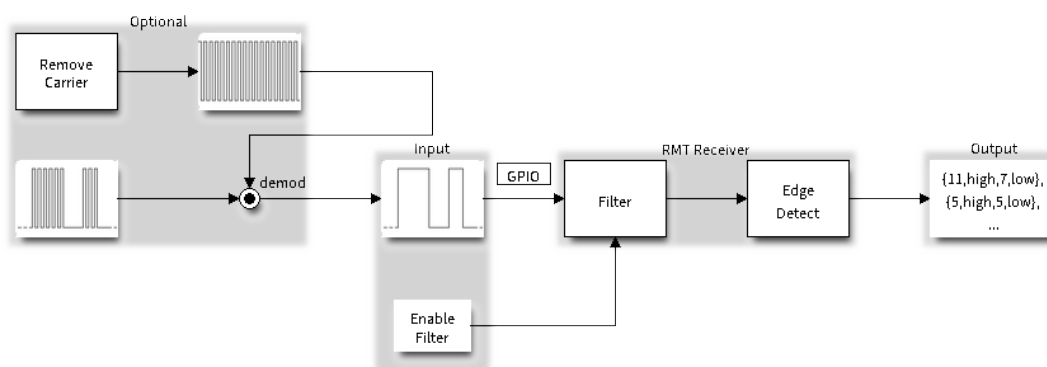 Optional
Remove
Carrier
demod
Input
GPIO
RMT Receiver
Filter
Edge
Detect
Output
{11,high,7,low},
{5,high,5,low},
...
Enable
Filter